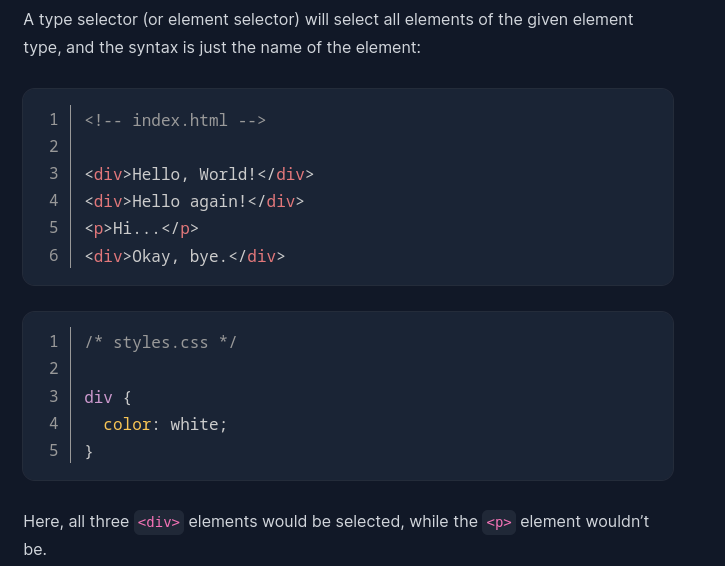 A type selector (or element selector) will select all elements of the given element
type, and the syntax is just the name of the element:
1 <!-- index.html -->
2
3 <div>Hello, World!</div>
4 <div>Hello again!</div>
5 <p>Hi...</p>
6 <div>Okay, bye.</div>
1 /* styles.css */
2
3 div {
4   color: white;
5 }
Here, all three <div> elements would be selected, while the <p> element wouldn’t
be.